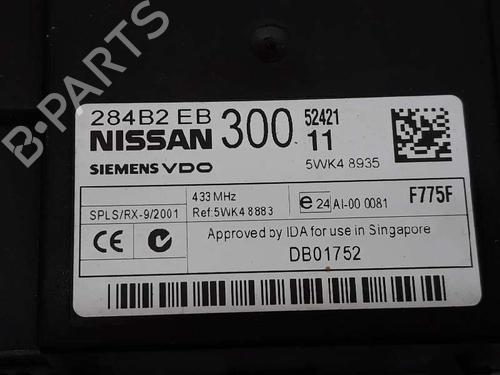 284B2 EB 300 52421
NISSAN 11
SIEMENS VDO 5WK4 8935
433 MHz
SPLS/RX-9/2001 Ref:5WK4 8883 e 24 AI-00 0081 F775F
CE N Approved by IDA for use in Singapore
DB01752
B-PARTS